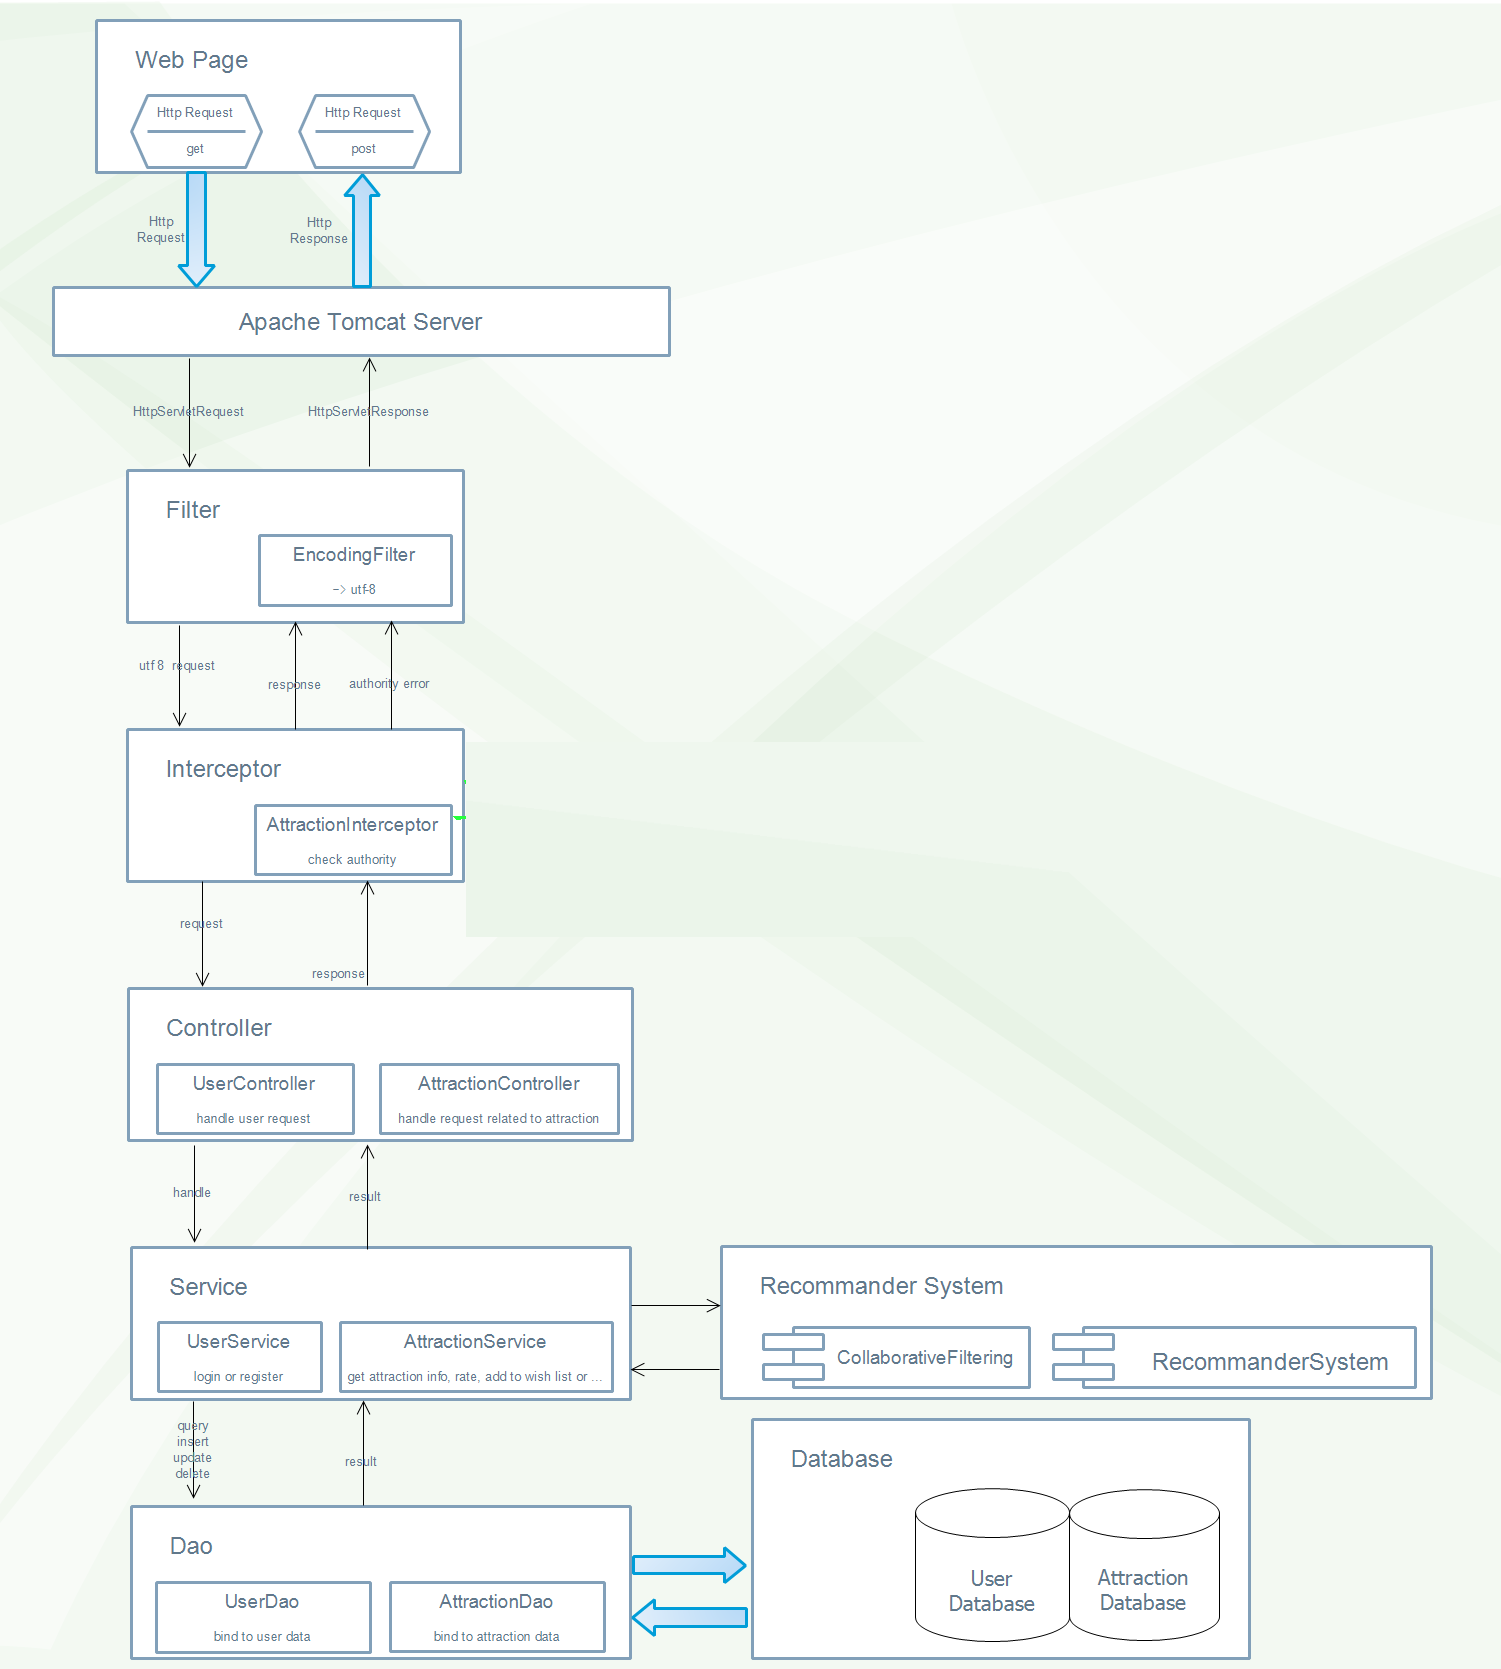 Web Page
Http Request
get
Http Request
post
Http
Request
Http
Response
Apache Tomcat Server
HttpServletRequest
HttpServletResponse
Filter
EncodingFilter
-> utf-8
utf 8 request
response
authority error
Interceptor
AttractionInterceptor
check authority
request
response
Controller
UserController
handle user request
AttractionController
handle request related to attraction
handle
result
Service
UserService
login or register
AttractionService
get attraction info, rate, add to wish list or ...
Recommander System
CollaborativeFiltering
RecommanderSystem
query
insert
update
delete
result
Dao
UserDao
bind to user data
AttractionDao
bind to attraction data
Database
User
Database
Attraction
Database